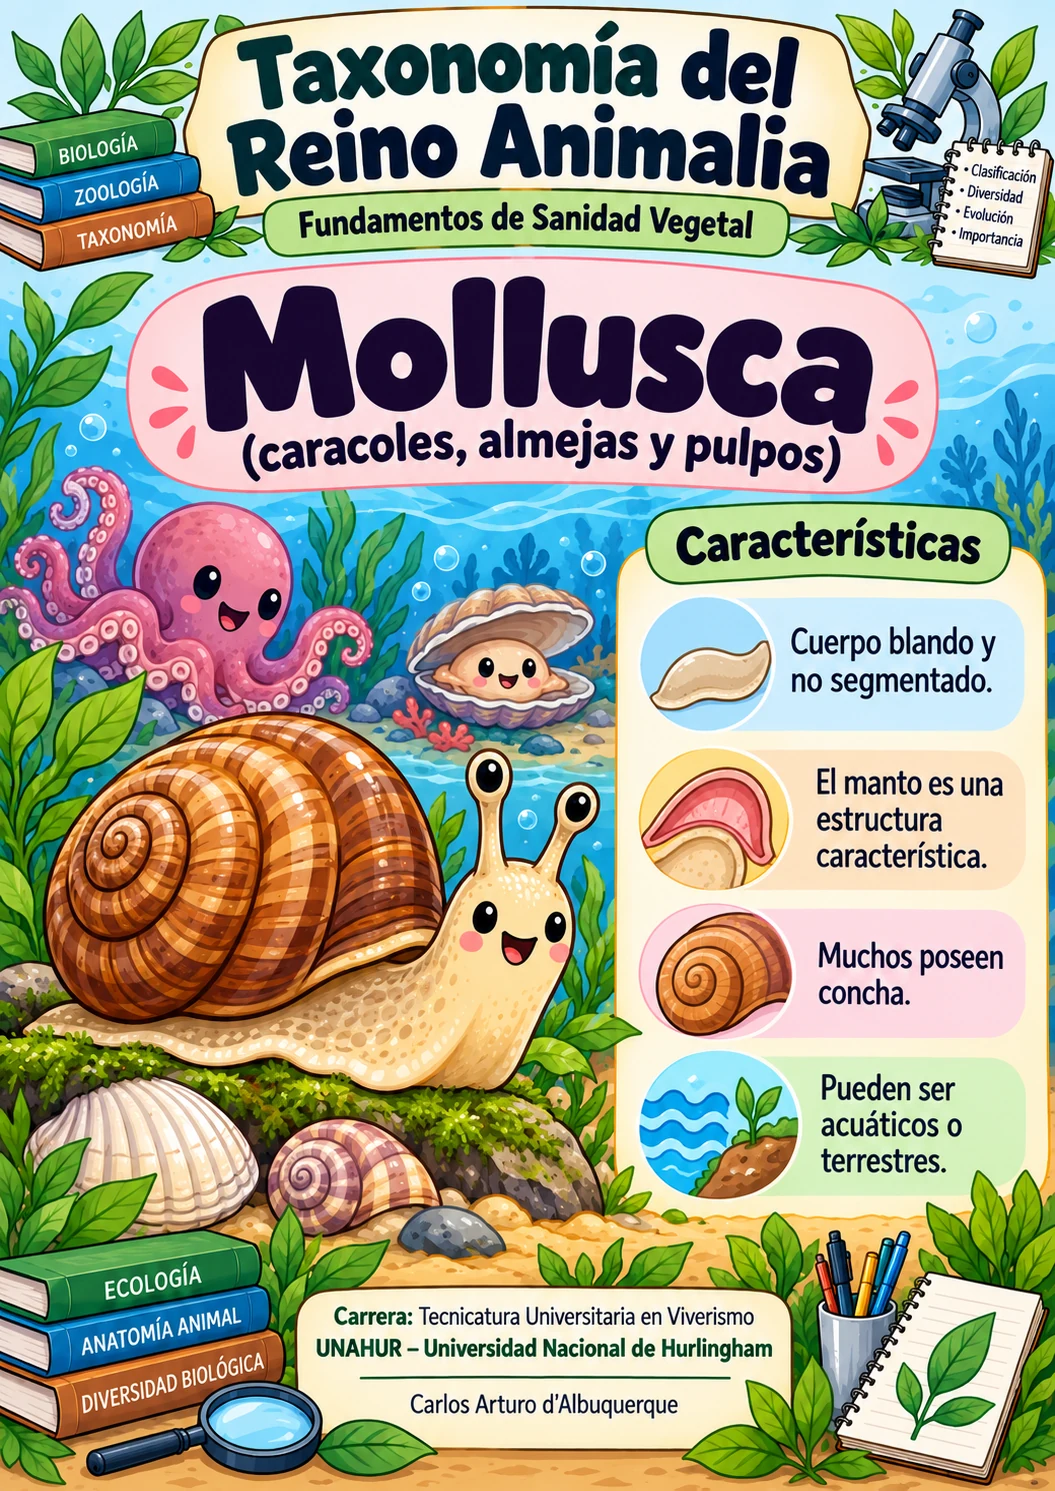 Taxonomía del
Reino Animalia
Fundamentos de Sanidad Vegetal
BIOLOGÍA
ZOOLOGÍA
TAXONOMÍA
• Clasificación
• Diversidad
• Evolución
• Importancia
Mollusca
(caracoles, almejas y pulpos)
Características
Cuerpo blando y
no segmentado.
El manto es una
estructura
característica.
Muchos poseen
concha.
Pueden ser
acuáticos o
terrestres.
ECOLOGÍA
ANATOMÍA ANIMAL
DIVERSIDAD BIOLÓGICA
Carrera: Tecnicatura Universitaria en Viverismo
UNAHUR – Universidad Nacional de Hurlingham
Carlos Arturo d’Albuquerque